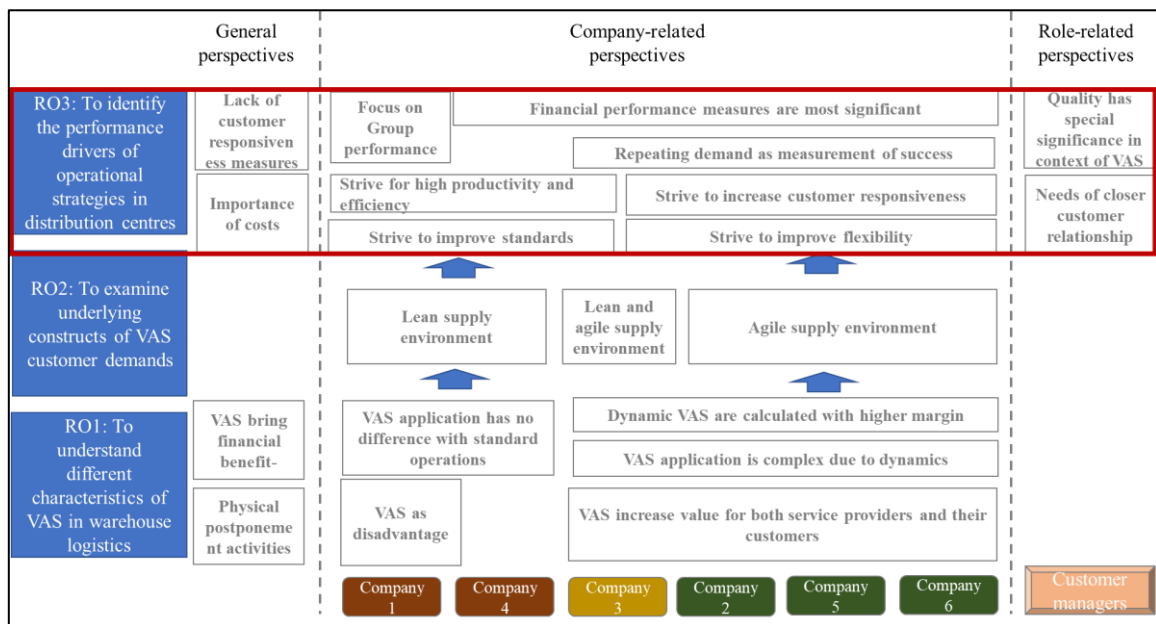 General
perspectives
Company-related
perspectives
Role-related
perspectives
RO3: To identify
the performance
drivers of
operational
strategies in
distribution centres
Lack of
customer
responsiven
ess measures
Importance
of costs
Focus on
Group
performance
Financial performance measures are most significant
Repeating demand as measurement of success
Strive for high productivity and
efficiency
Strive to increase customer responsiveness
Strive to improve standards
Strive to improve flexibility
Quality has
special
significance in
context of VAS
Needs of closer
customer
relationship
RO2: To examine
underlying
constructs of VAS
customer demands
Lean supply
environment
Lean and
agile supply
environment
Agile supply environment
RO1: To
understand
different
characteristics of
VAS in warehouse
logistics
VAS bring
financial
benefit-
Physical
postponeme
nt activities
VAS application has no
difference with standard
operations
VAS as
disadvantage
Dynamic VAS are calculated with higher margin
VAS application is complex due to dynamics
VAS increase value for both service providers and their
customers
Company
1
Company
4
Company
3
Company
2
Company
5
Company
6
Customer
managers